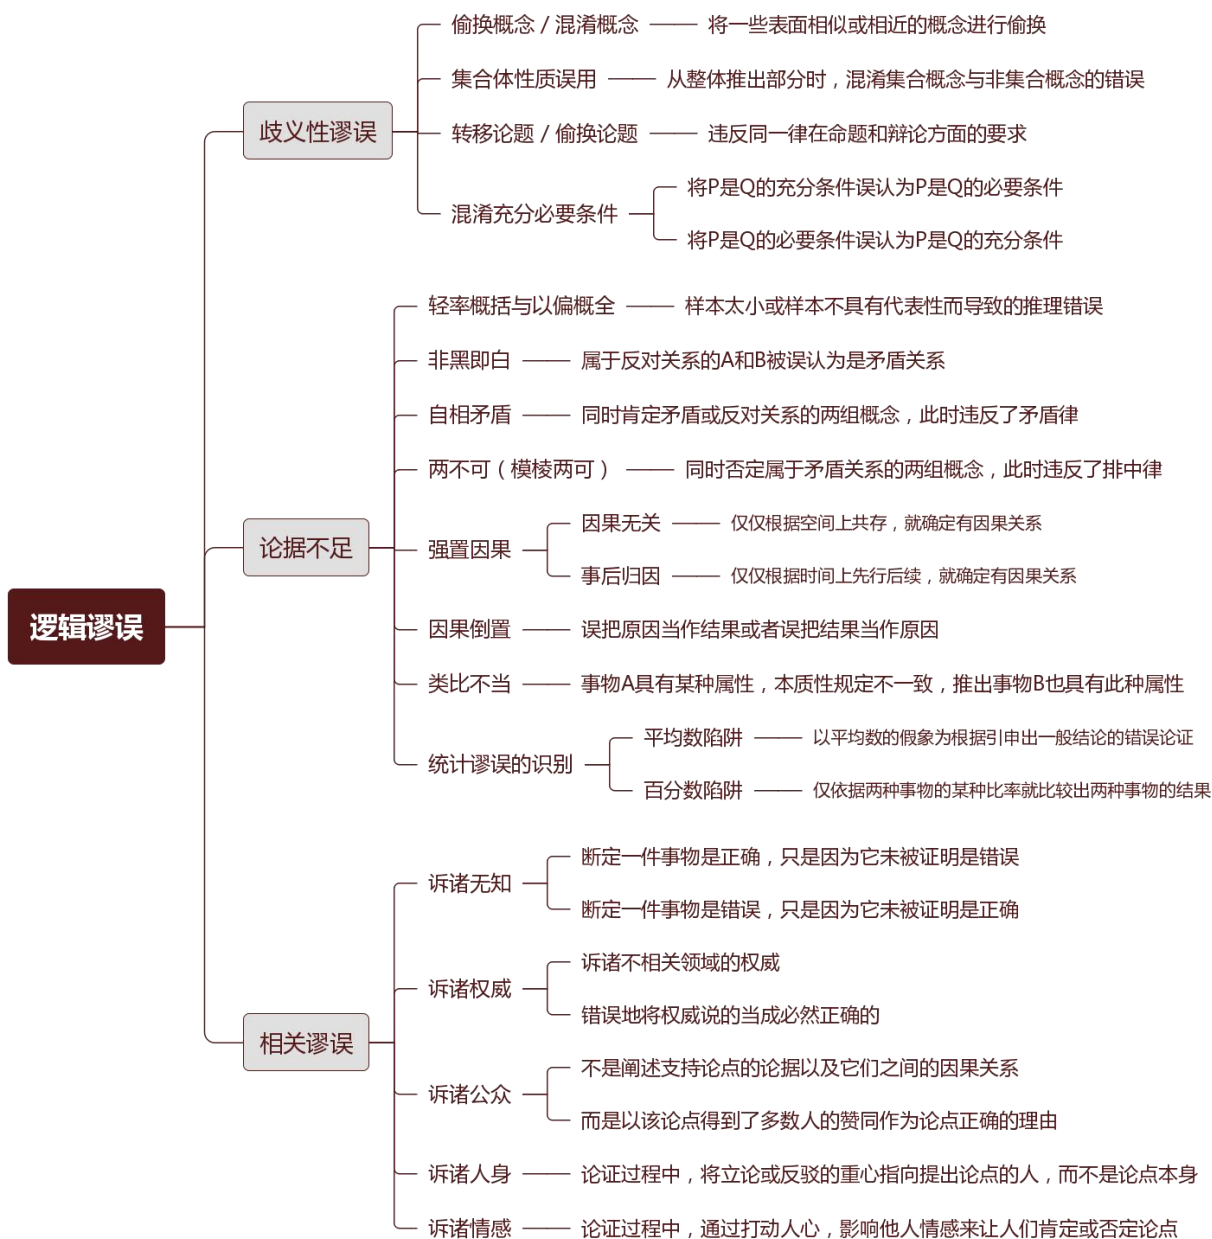 逻辑谬误
歧义性谬误
偷换概念 / 混淆概念
将一些表面相似或相近的概念进行偷换
集合体性质误用
从整体推出部分时，混淆集合概念与非集合概念的错误
转移论题 / 偷换论题
违反同一律在命题和辩论方面的要求
混淆充分必要条件
将P是Q的充分条件误认为P是Q的必要条件
将P是Q的必要条件误认为P是Q的充分条件
论据不足
轻率概括与以偏概全
样本太小或样本不具有代表性而导致的推理错误
非黑即白
属于反对关系的A和B被误认为是矛盾关系
自相矛盾
同时肯定矛盾或反对关系的两组概念，此时违反了矛盾律
两不可（模棱两可）
同时否定属于矛盾关系的两组概念，此时违反了排中律
强置因果
因果无关
仅仅根据空间上共存，就确定有因果关系
事后归因
仅仅根据时间上先行后续，就确定有因果关系
因果倒置
误把原因当作结果或者误把结果当作原因
类比不当
事物A具有某种属性，本质性规定不一致，推出事物B也具有此种属性
统计谬误的识别
平均数陷阱
以平均数的假象为根据引申出一般结论的错误论证
百分数陷阱
仅依据两种事物的某种比率就比较出两种事物的结果
相关谬误
诉诸无知
断定一件事物是正确，只是因为它未被证明是错误
断定一件事物是错误，只是因为它未被证明是正确
诉诸权威
诉诸不相关领域的权威
错误地将权威说的当成必然正确的
诉诸公众
不是阐述支持论点的论据以及它们之间的因果关系
而是以该论点得到了多数人的赞同作为论点正确的理由
诉诸人身
论证过程中，将立论或反驳的重心指向提出论点的人，而不是论点本身
诉诸情感
论证过程中，通过打动人心，影响他人情感来让人们肯定或否定论点